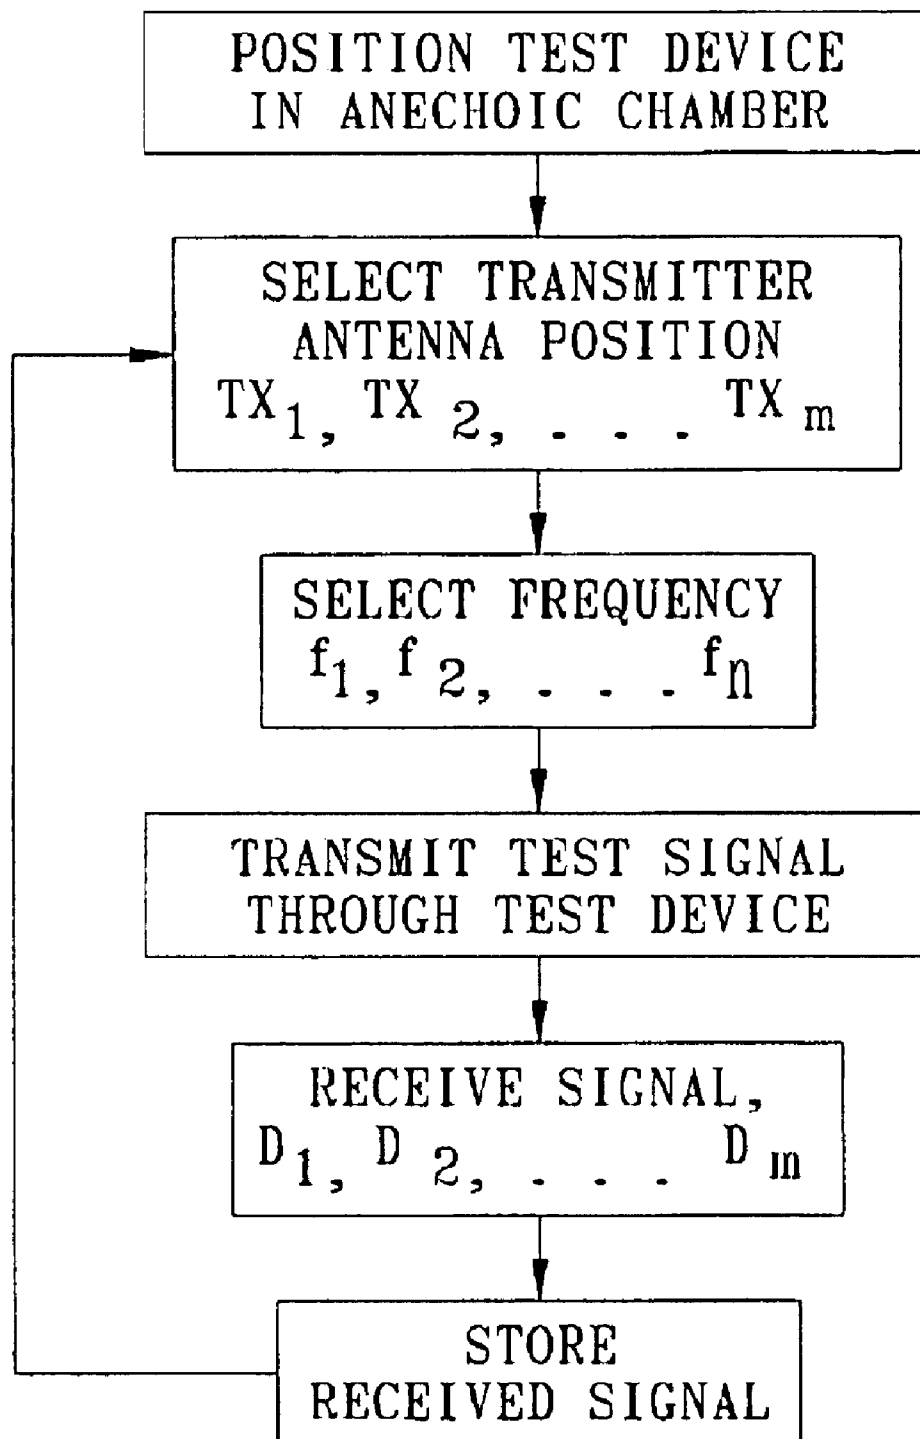 POSITION TEST DEVICE
IN ANECHOIC CHAMBER
SELECT TRANSMITTER
ANTENNA POSITION
TX₁, TX₂, . . . TXₘ
SELECT FREQUENCY
f₁, f₂, . . . fₙ
TRANSMIT TEST SIGNAL
THROUGH TEST DEVICE
RECEIVE SIGNAL,
D₁, D₂, . . . Dₘ
STORE
RECEIVED SIGNAL